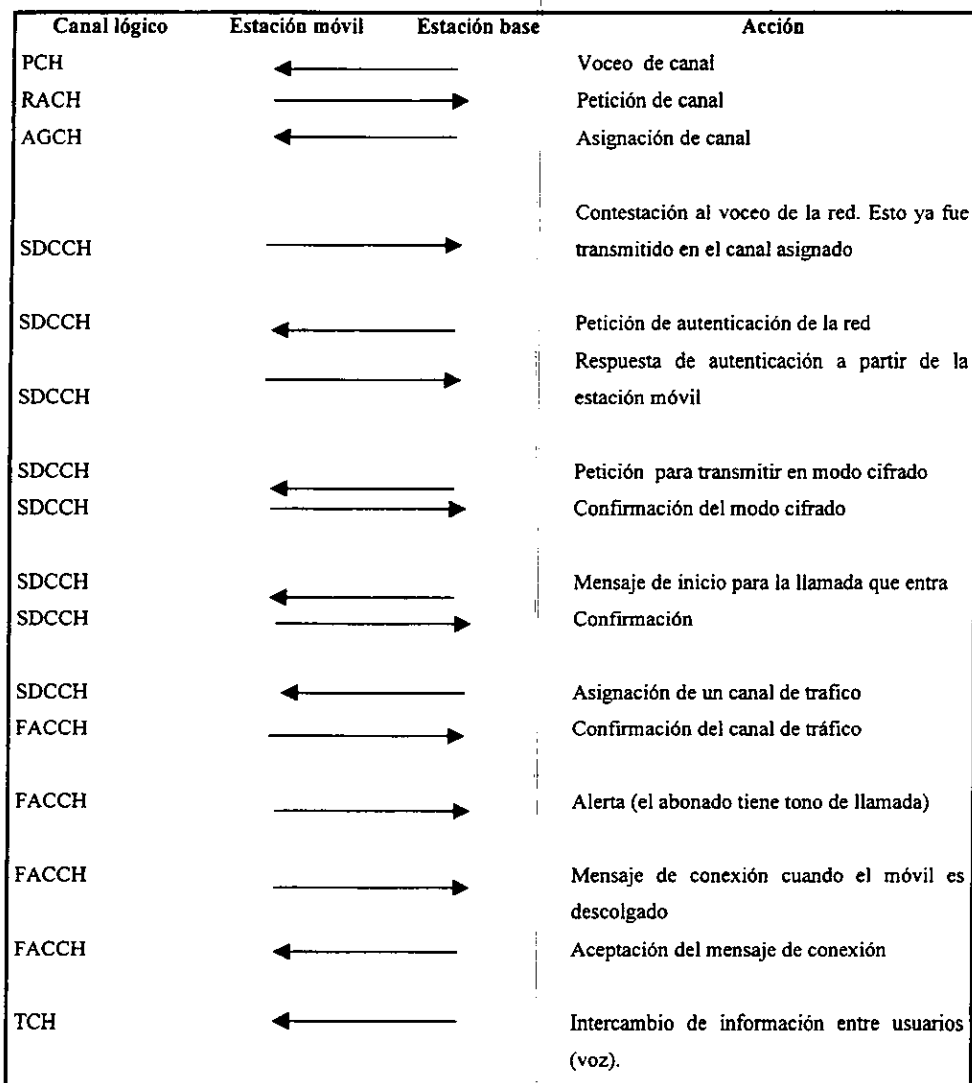 Canal lógico Estación móvil Estación base Acción
PCH Voceo de canal
RACH Petición de canal
AGCH Asignación de canal
Contestación al voceo de la red. Esto ya fue
SDCCH transmitido en el canal asignado
SDCCH Petición de autenticación de la red
Respuesta de autenticación a partir de la
SDCCH estación móvil
SDCCH Petición para transmitir en modo cifrado
SDCCH Confirmación del modo cifrado
SDCCH Mensaje de inicio para la llamada que entra
SDCCH Confirmación
SDCCH Asignación de un canal de trafico
FACCH Confirmación del canal de tráfico
FACCH Alerta (el abonado tiene tono de llamada)
FACCH Mensaje de conexión cuando el móvil es
descolgado
FACCH Aceptación del mensaje de conexión
TCH Intercambio de información entre usuarios
(voz).